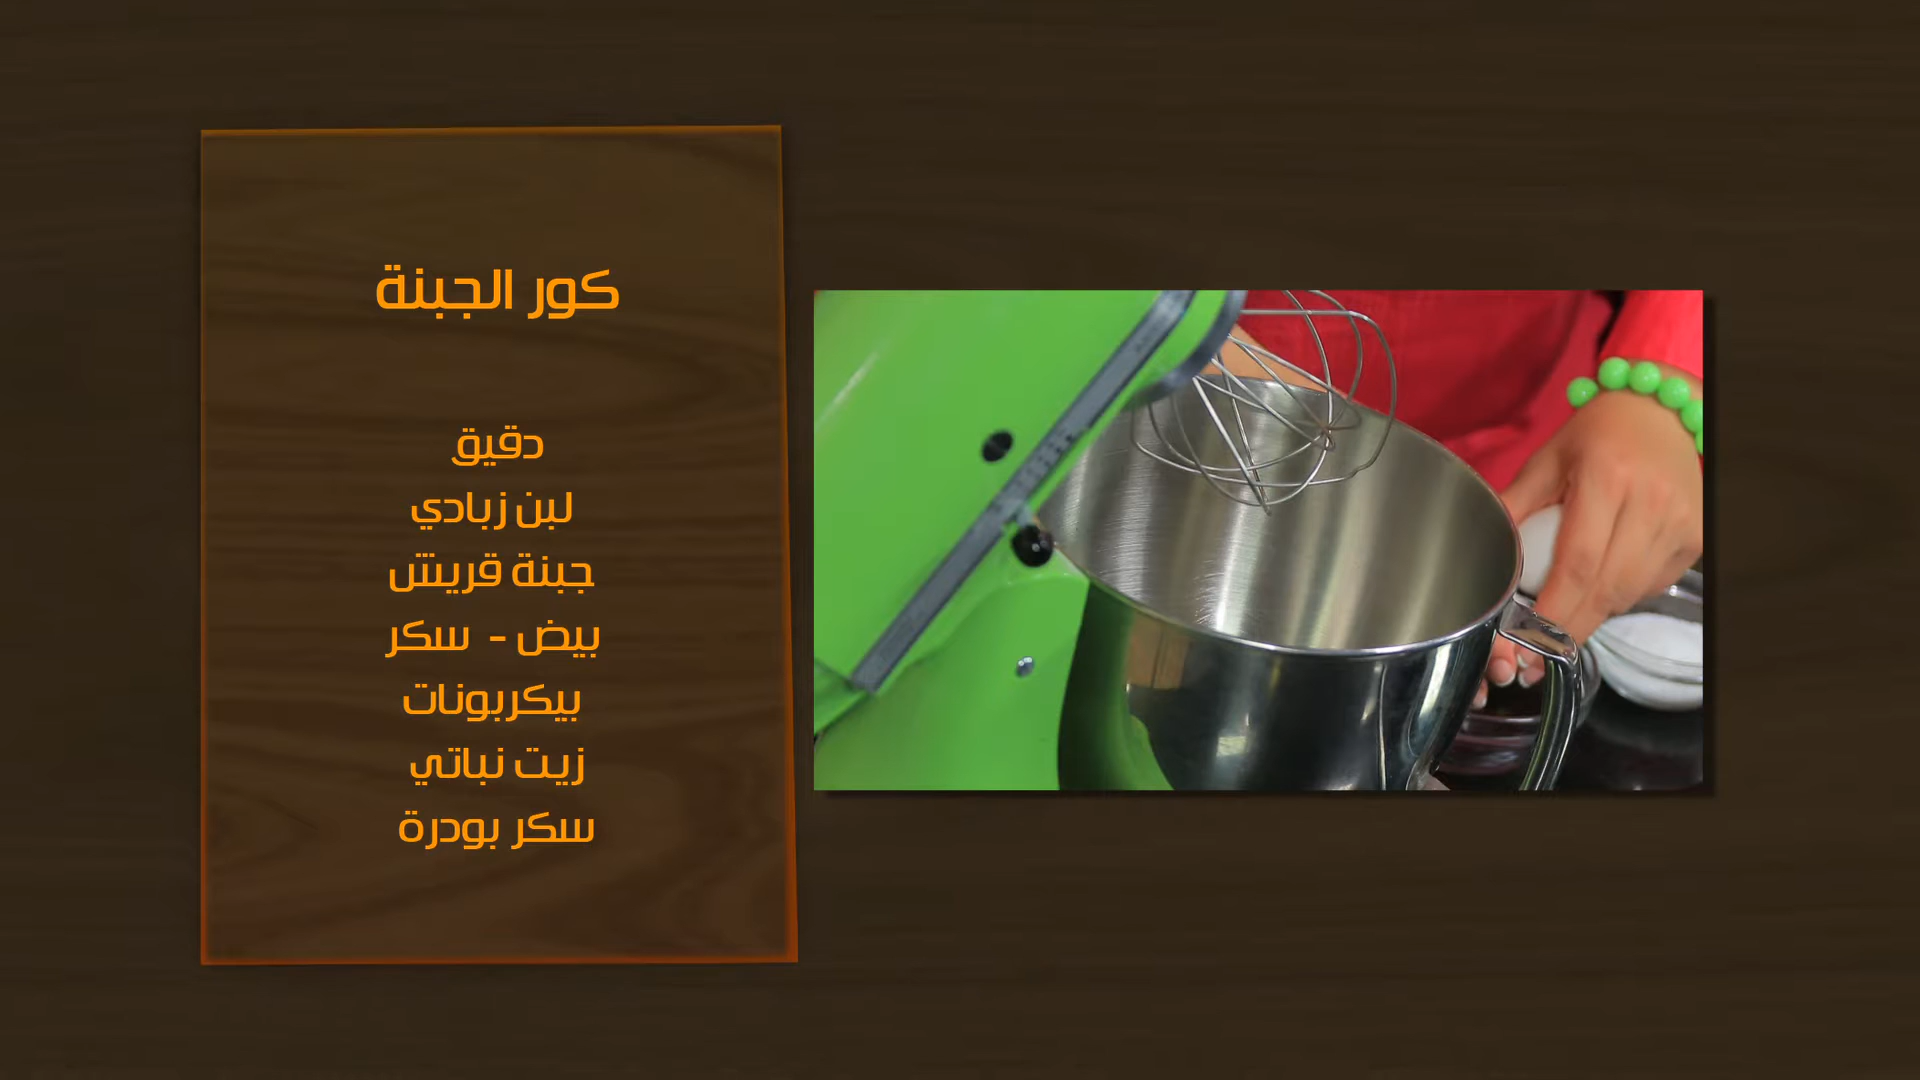 كور الجبنة
دقيق
لبن زبادي
جبنة قريش
بيض - سكر
بيكربونات
زيت نباتي
سكر بودرة